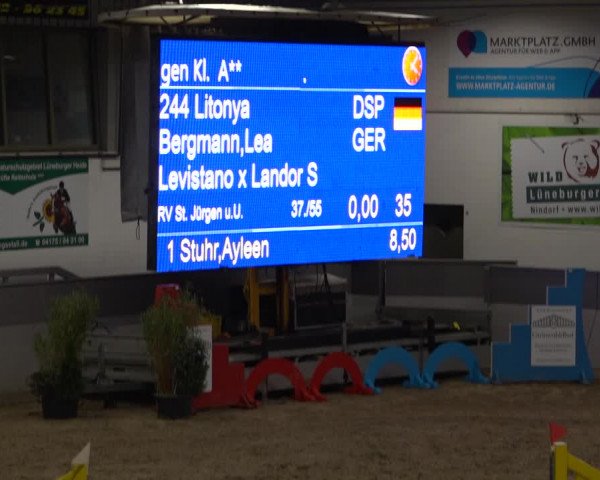 gen Kl. A**
244 Litonya DSP
Bergmann,Lea GER
Levistano x Landor S
RV St. Jürgen u.U. 37./55 0,00 35
1 Stuhr,Ayleen 8,50
MARKTPLATZ.GMBH
AGENTUR FÜR WEB & APP
WWW.MARKTPLATZ-AGENTUR.DE
WILD
Lüneburger
Nindorf